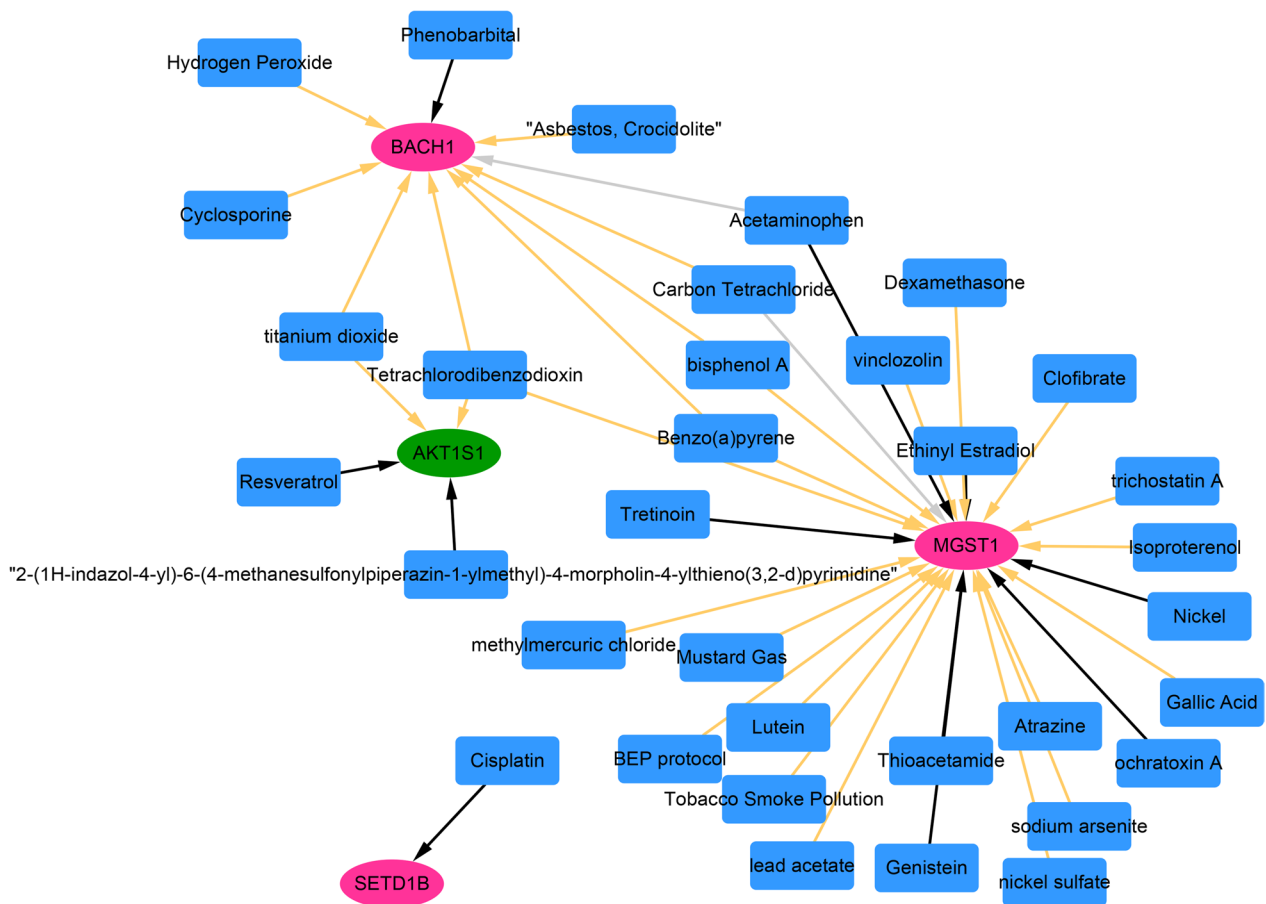 Phenobarbital
Hydrogen Peroxide
"Asbestos, Crocidolite"
BACH1
Cyclosporine
Acetaminophen
Dexamethasone
Carbon Tetrachloride
titanium dioxide
vinclozolin
bisphenol A
Tetrachlorodibenzodioxin
Clofibrate
Benzo(a)pyrene
AKT1S1
Ethinyl Estradiol
Resveratrol
trichostatin A
Tretinoin
MGST1
Isoproterenol
"2-(1H-indazol-4-yl)-6-(4-methanesulfonylpiperazin-1-ylmethyl)-4-morpholin-4-ylthieno(3,2-d)pyrimidine"
Nickel
methylmercuric chloride
Mustard Gas
Gallic Acid
Lutein
Atrazine
BEP protocol
Cisplatin
Thioacetamide
ochratoxin A
Tobacco Smoke Pollution
sodium arsenite
lead acetate
Genistein
SETD1B
nickel sulfate